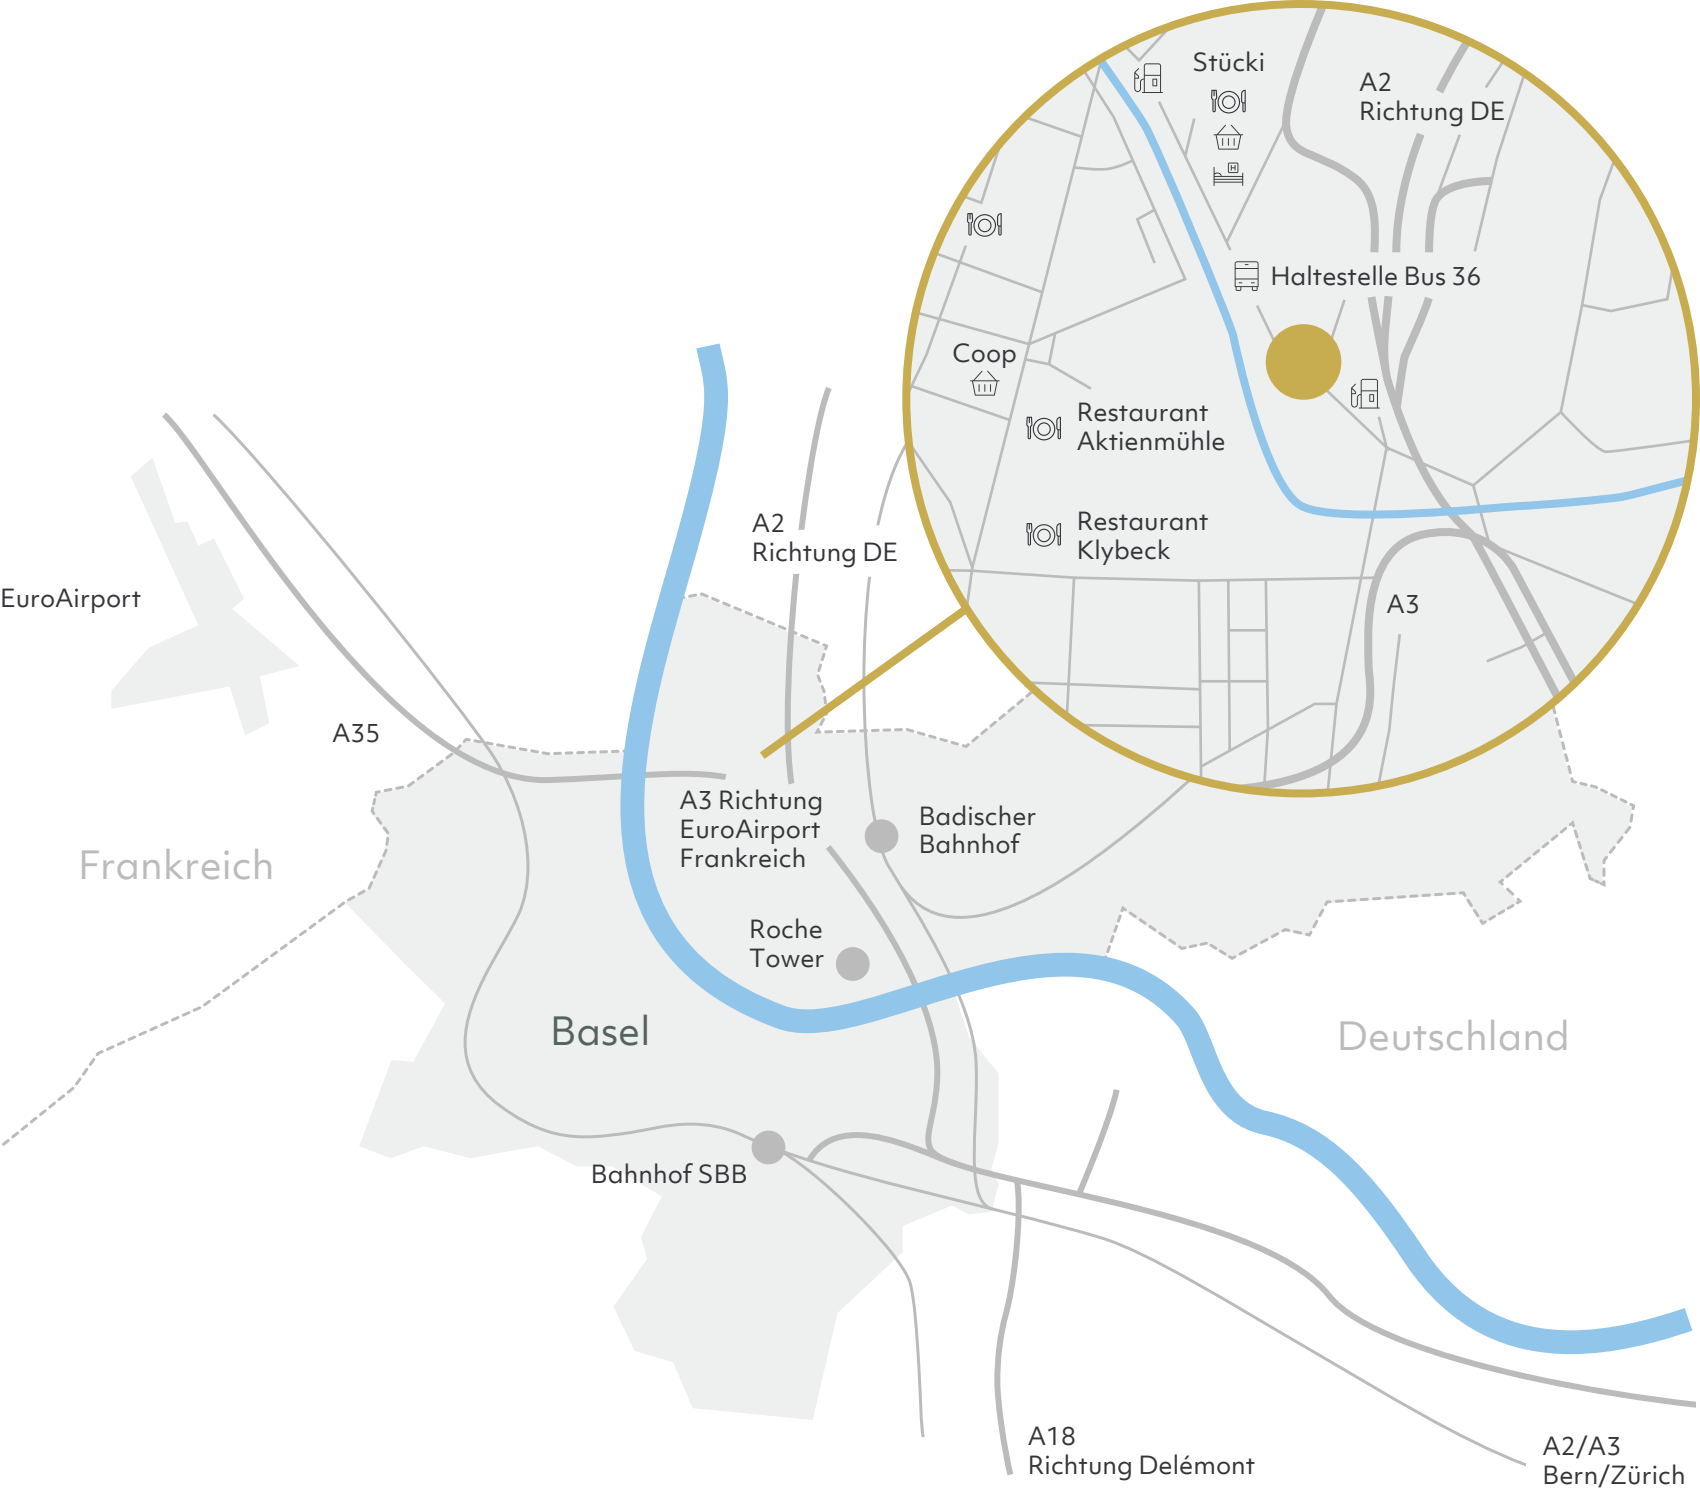 Stücki
A2
Richtung DE
H
Haltestelle Bus 36
Coop
Restaurant
Aktienmühle
Restaurant
Klybeck
A3
A2
Richtung DE
EuroAirport
A35
A3 Richtung
EuroAirport
Frankreich
Badischer
Bahnhof
Frankreich
Roche
Tower
Basel
Deutschland
Bahnhof SBB
A18
Richtung Delémont
A2/A3
Bern/Zürich